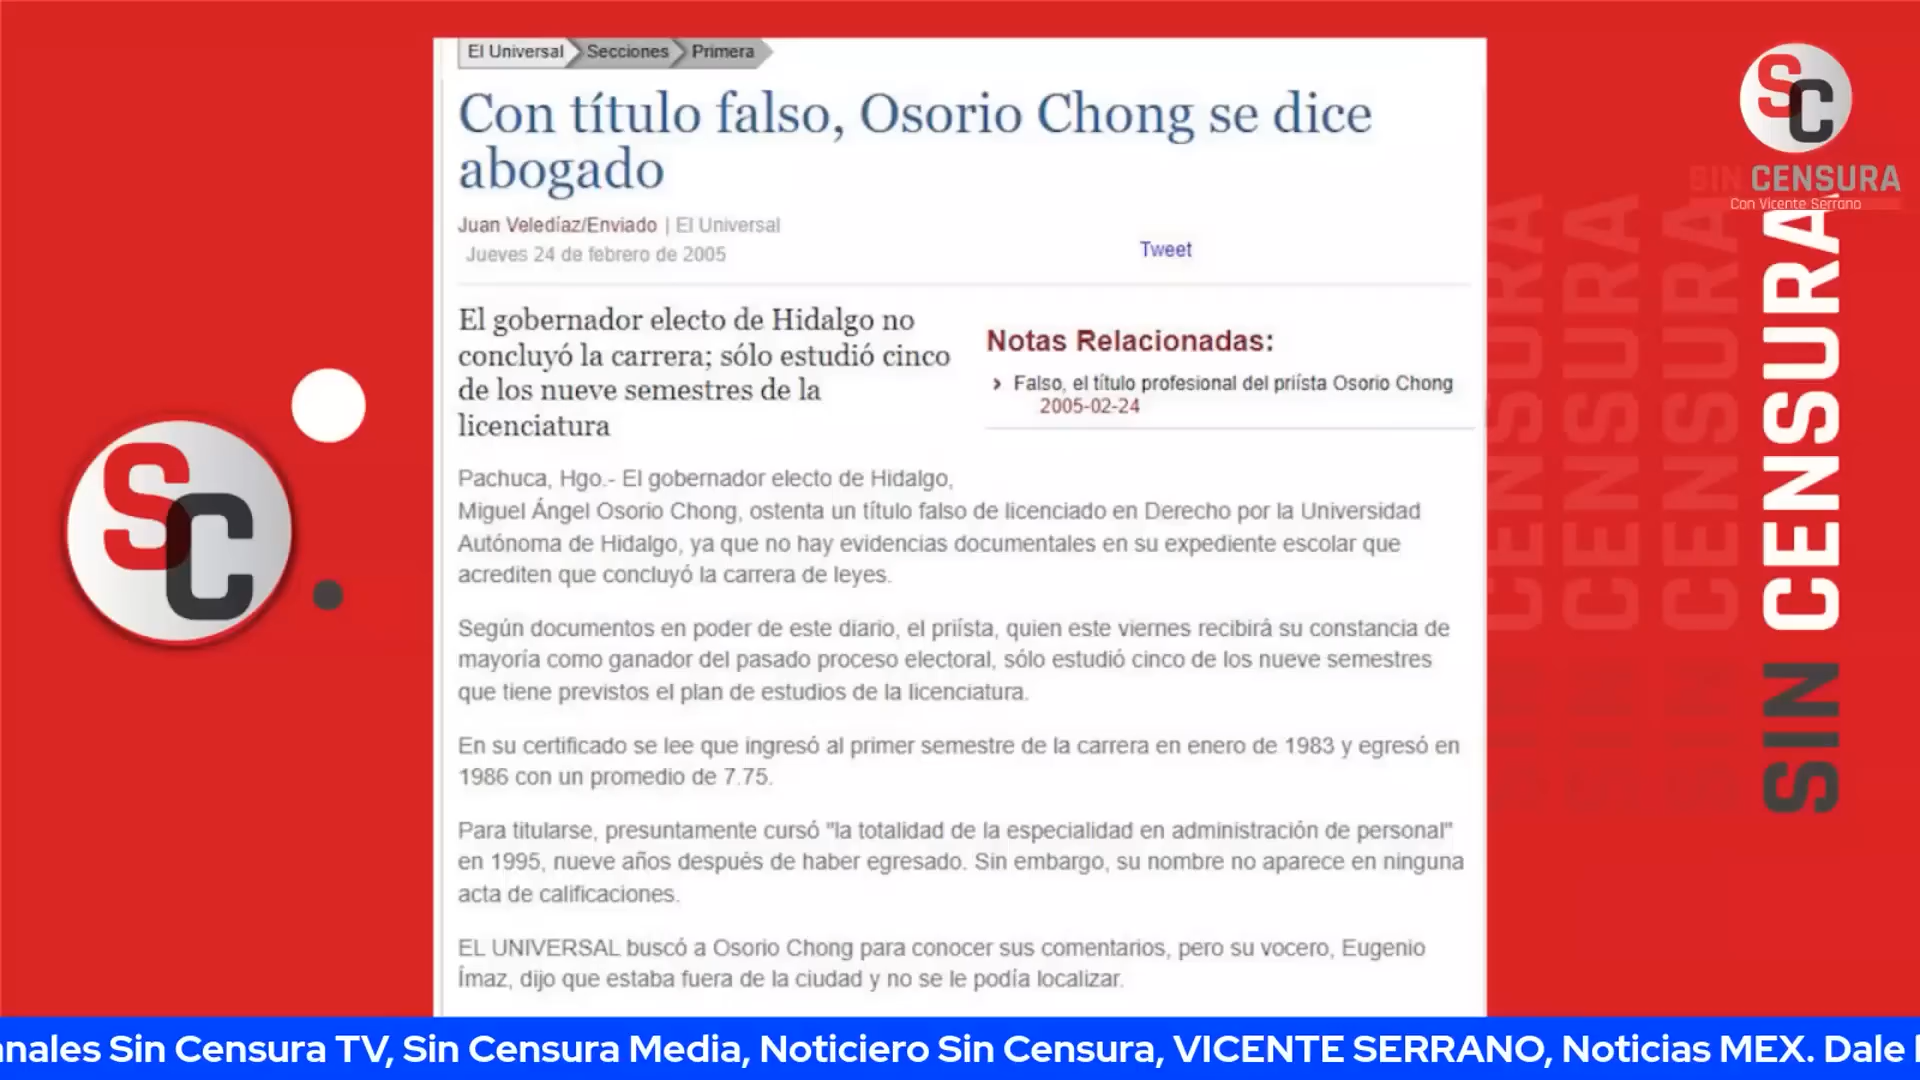 El Universal Secciones Primera
Con título falso, Osorio Chong se dice
abogado
Juan Veledíaz/Enviado | El Universal
Jueves 24 de febrero de 2005
Tweet
El gobernador electo de Hidalgo no
concluyó la carrera; sólo estudió cinco
de los nueve semestres de la
licenciatura
Notas Relacionadas:
› Falso, el título profesional del priísta Osorio Chong
2005-02-24
Pachuca, Hgo.- El gobernador electo de Hidalgo,
Miguel Ángel Osorio Chong, ostenta un título falso de licenciado en Derecho por la Universidad
Autónoma de Hidalgo, ya que no hay evidencias documentales en su expediente escolar que
acrediten que concluyó la carrera de leyes.
Según documentos en poder de este diario, el priísta, quien este viernes recibirá su constancia de
mayoría como ganador del pasado proceso electoral, sólo estudió cinco de los nueve semestres
que tiene previstos el plan de estudios de la licenciatura.
En su certificado se lee que ingresó al primer semestre de la carrera en enero de 1983 y egresó en
1986 con un promedio de 7.75.
Para titularse, presuntamente cursó "la totalidad de la especialidad en administración de personal"
en 1995, nueve años después de haber egresado. Sin embargo, su nombre no aparece en ninguna
acta de calificaciones.
EL UNIVERSAL buscó a Osorio Chong para conocer sus comentarios, pero su vocero, Eugenio
Ímaz, dijo que estaba fuera de la ciudad y no se le podía localizar.
SC
SC
SIN CENSURA
Con Vicente Serrano
SIN CENSURA
SIN CENSURA
SIN CENSURA
SIN CENSURA
anales Sin Censura TV, Sin Censura Media, Noticiero Sin Censura, VICENTE SERRANO, Noticias MEX. Dale